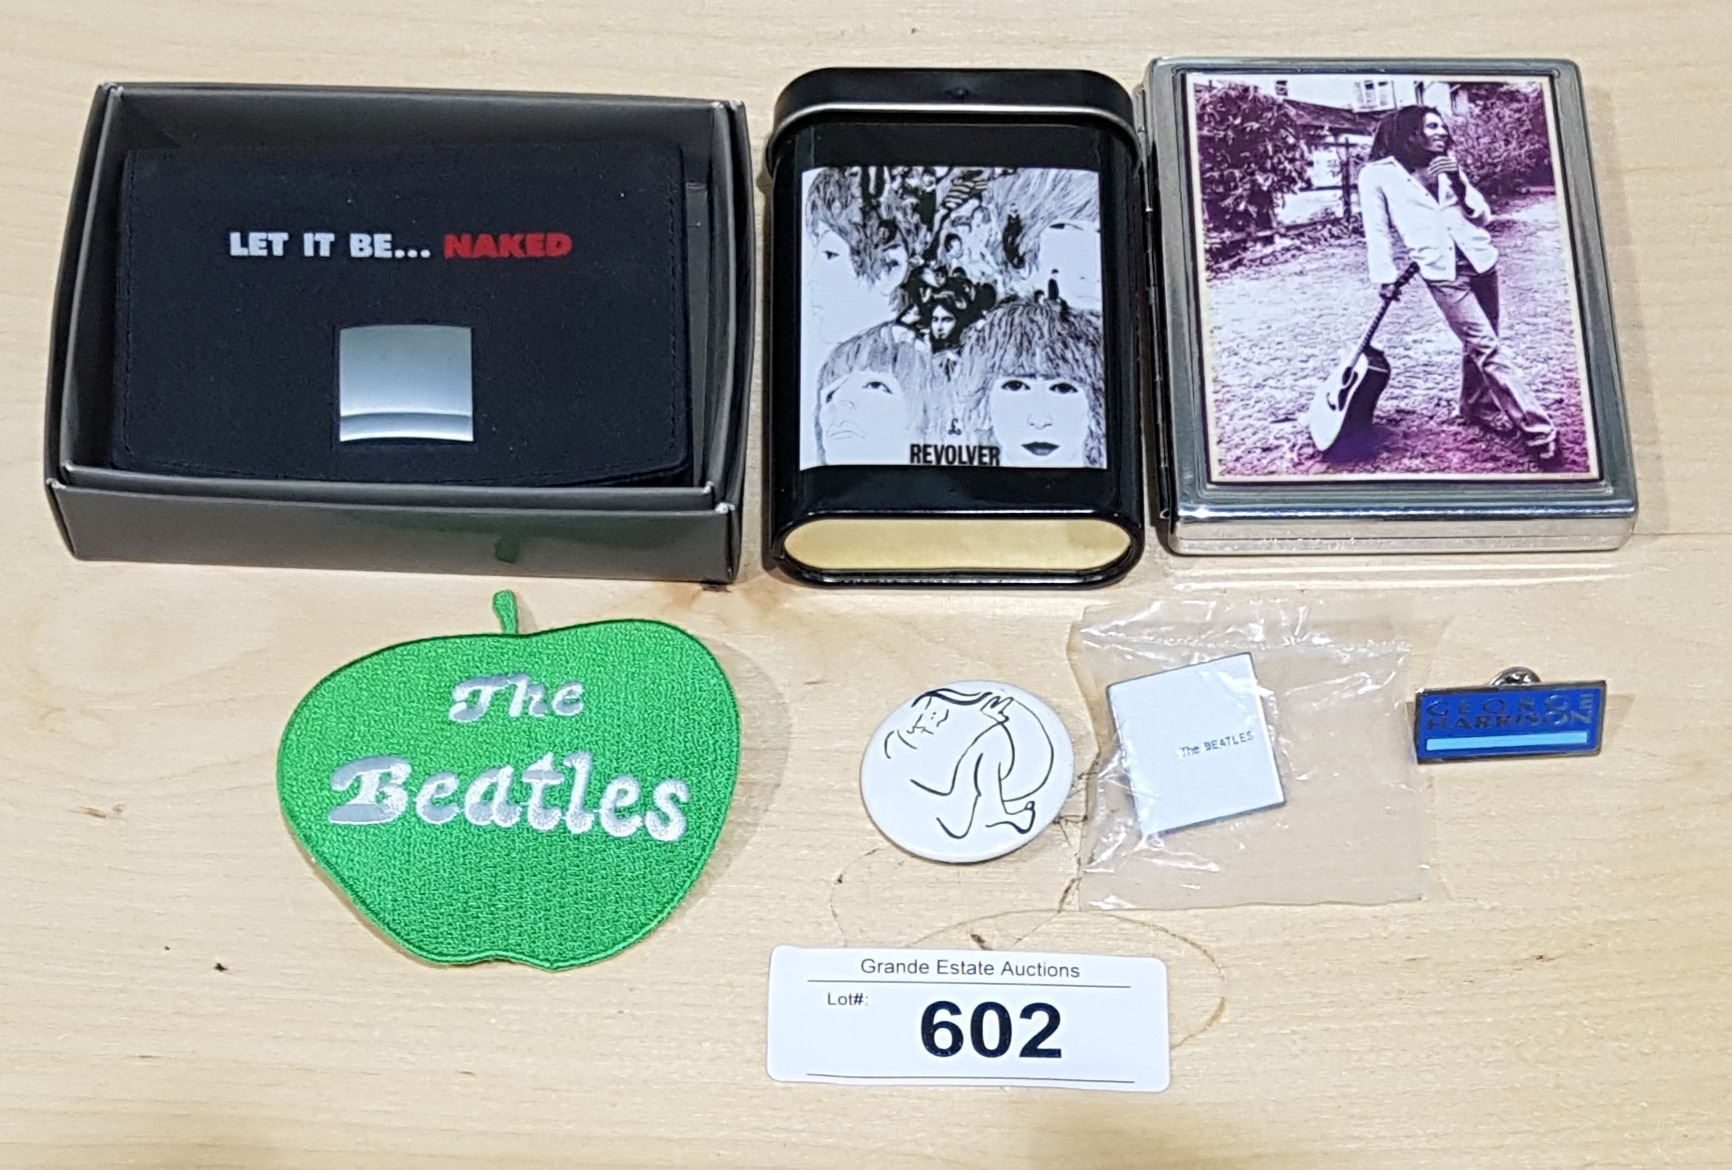 LET IT BE... NAKED
REVOLVER
The
Beatles
The BEATLES
GEORGE
HARRISON
Grande Estate Auctions
Lot#:
602